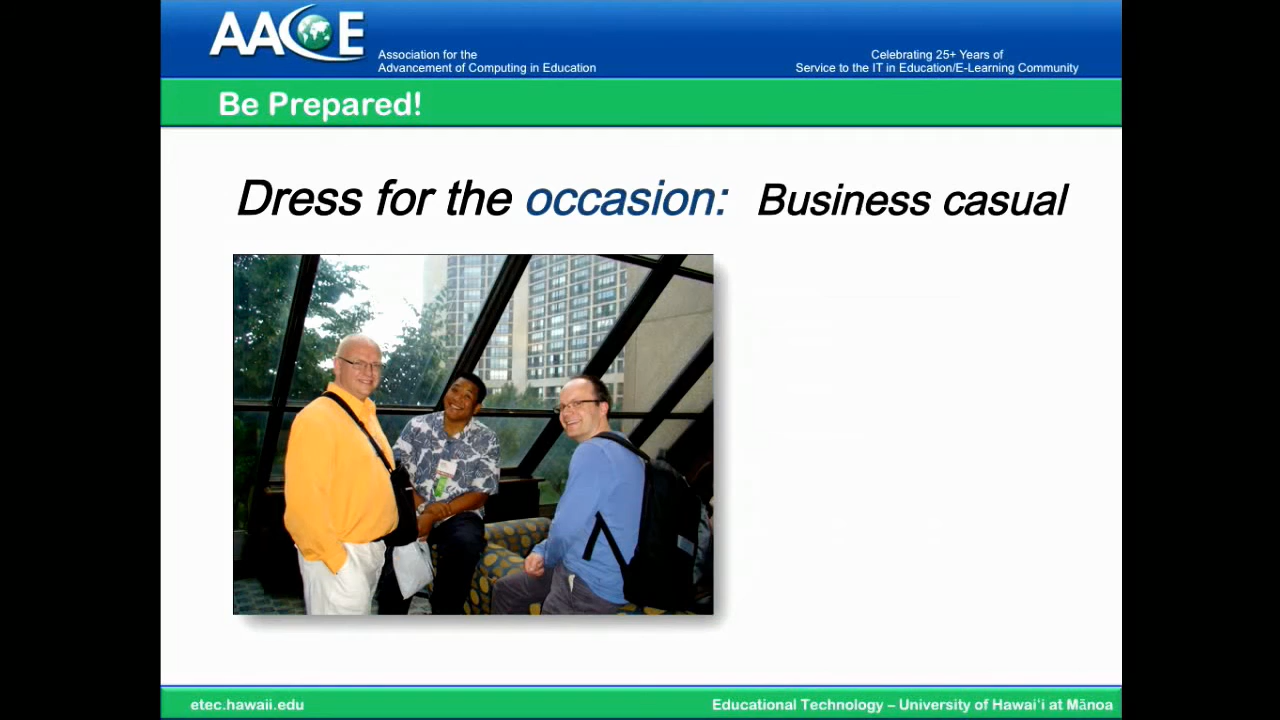 AACE
Association for the
Advancement of Computing in Education
Celebrating 25+ Years of
Service to the IT in Education/E-Learning Community
Be Prepared!
Dress for the occasion: Business casual
etec.hawaii.edu
Educational Technology – University of Hawai‘i at Mānoa